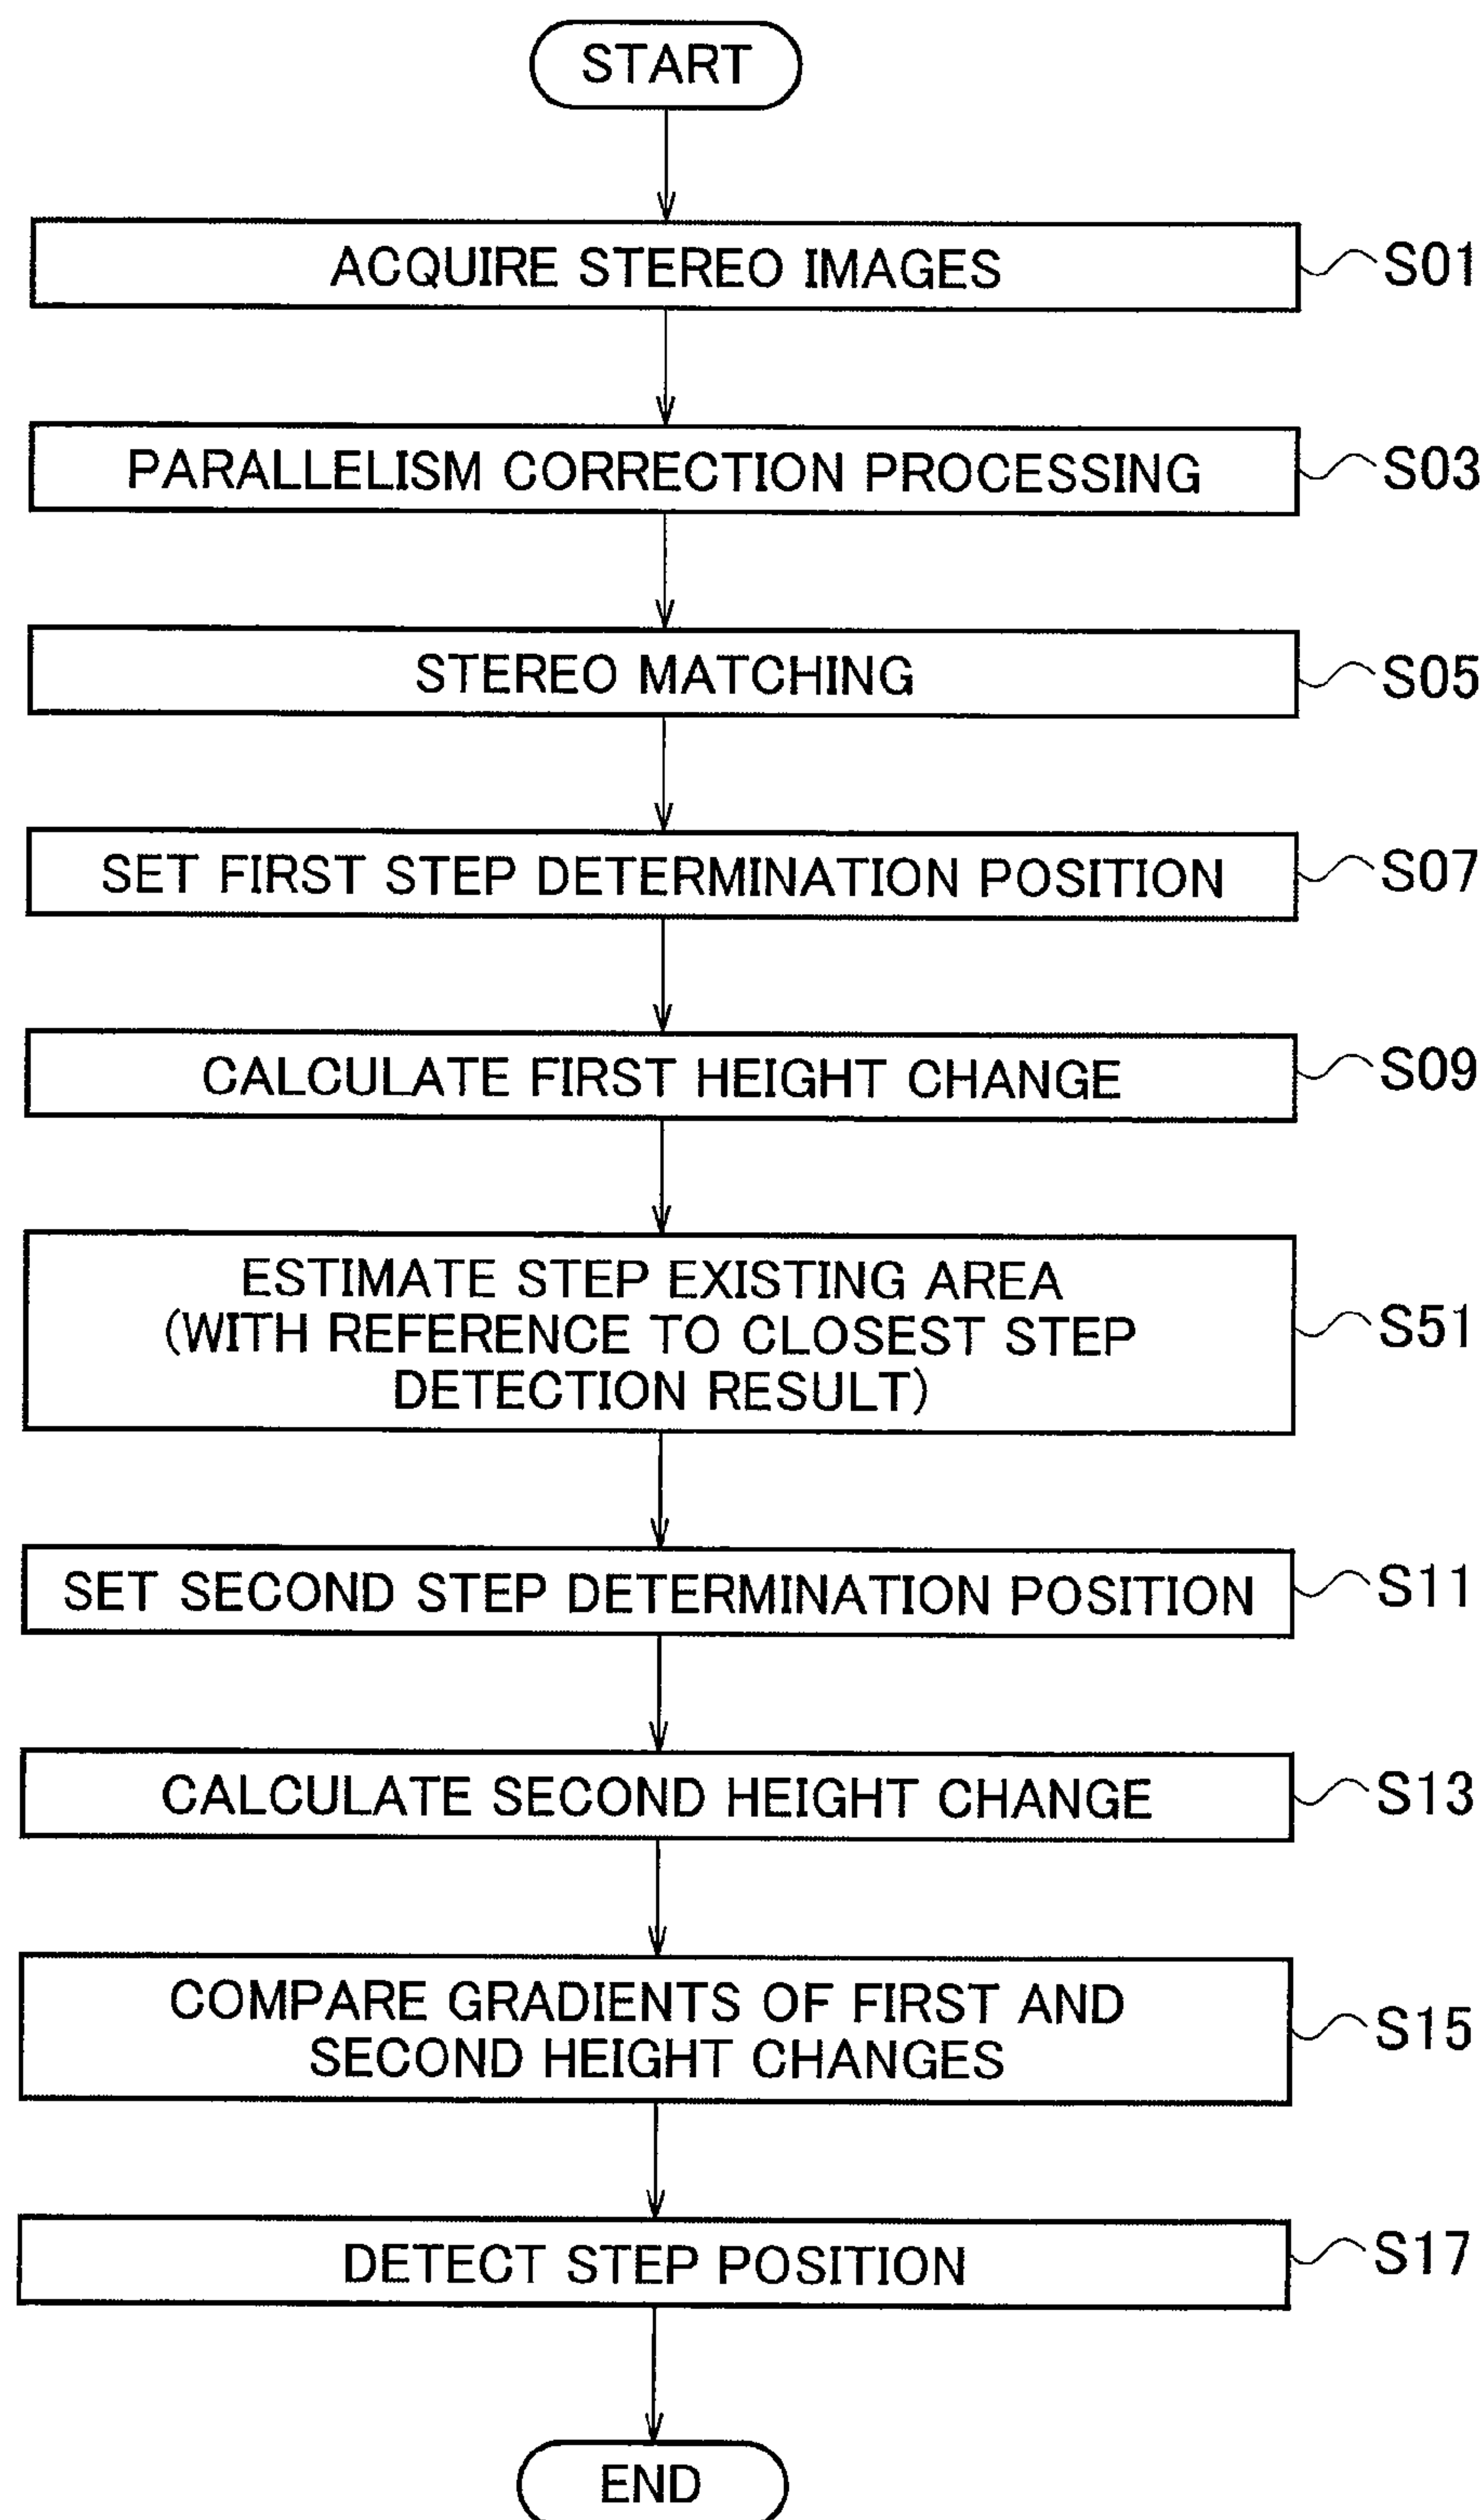 START
ACQUIRE STEREO IMAGES
S01
PARALLELISM CORRECTION PROCESSING
S03
STEREO MATCHING
S05
SET FIRST STEP DETERMINATION POSITION
S07
CALCULATE FIRST HEIGHT CHANGE
S09
ESTIMATE STEP EXISTING AREA
(WITH REFERENCE TO CLOSEST STEP
DETECTION RESULT)
S51
SET SECOND STEP DETERMINATION POSITION
S11
CALCULATE SECOND HEIGHT CHANGE
S13
COMPARE GRADIENTS OF FIRST AND
SECOND HEIGHT CHANGES
S15
DETECT STEP POSITION
S17
END